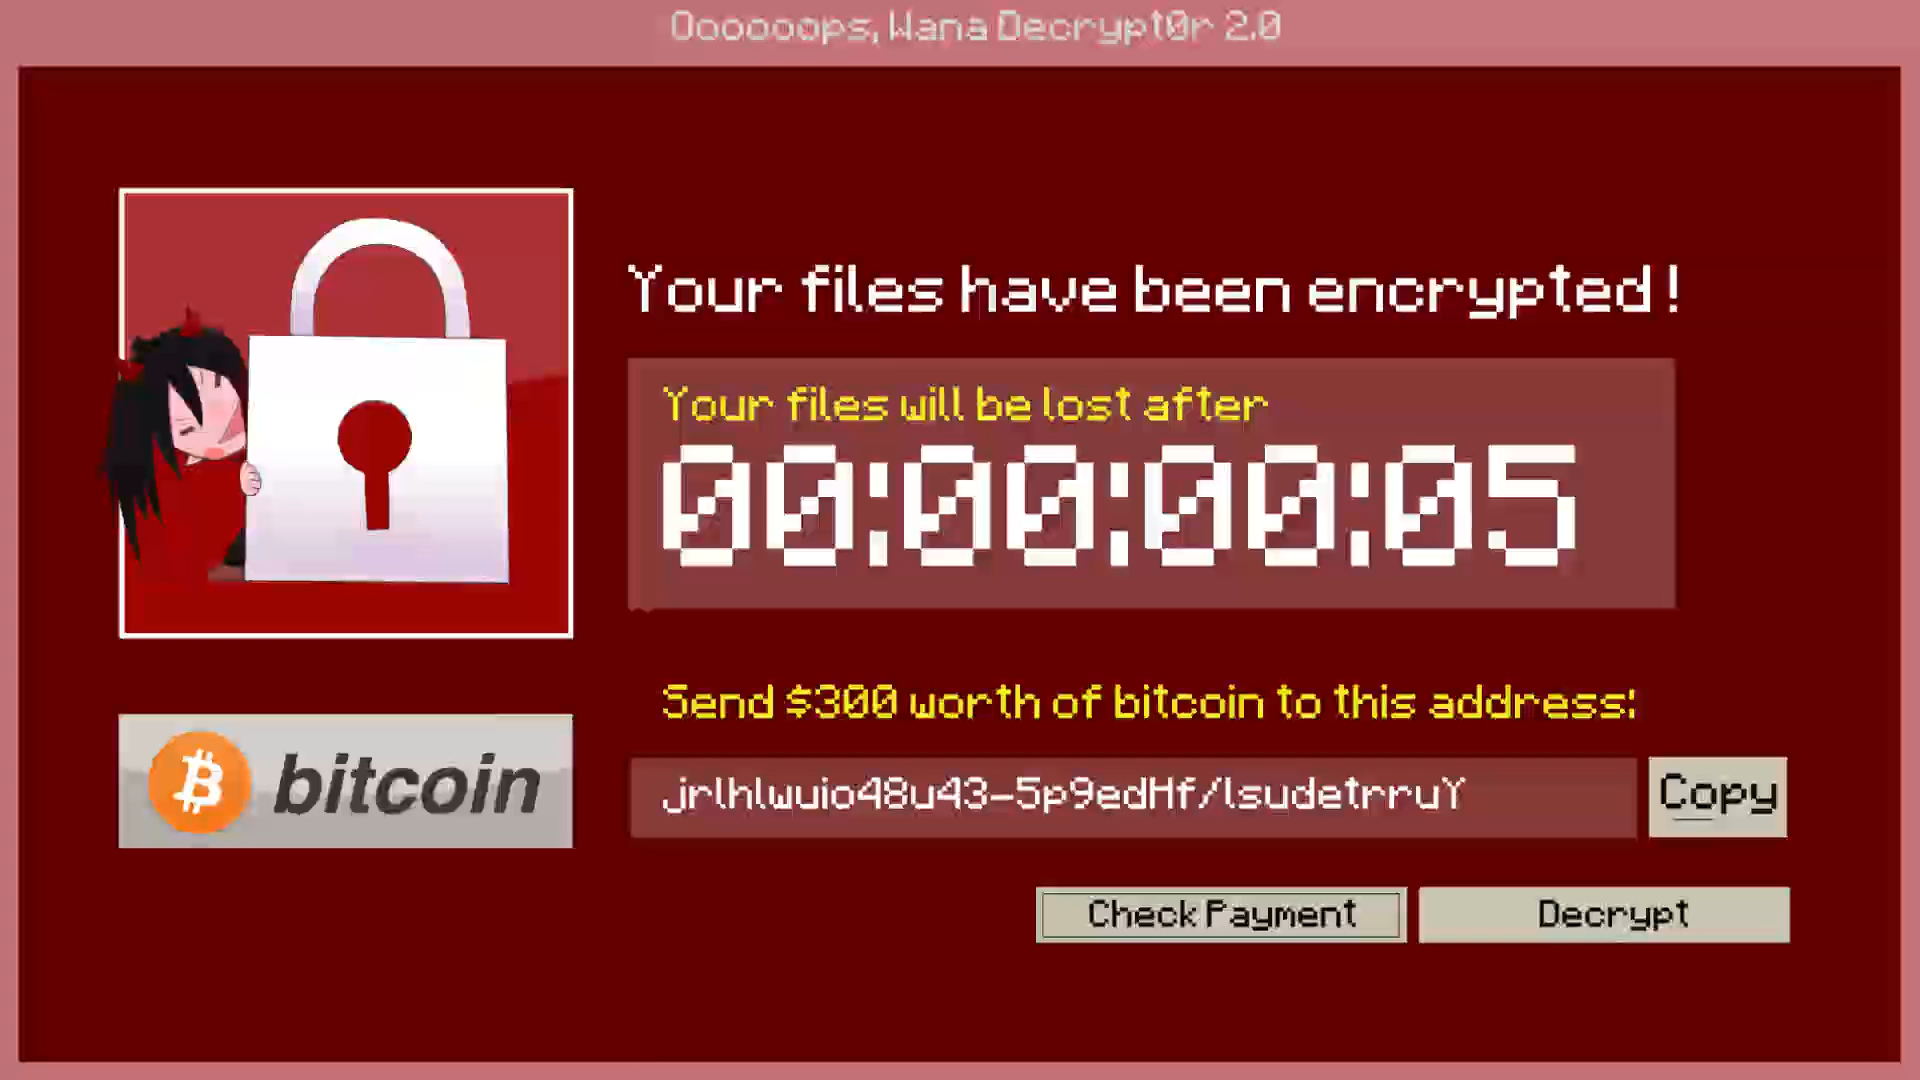 Oooooops, Wana Decrypt0r 2.0
Your files have been encrypted!
Your files will be lost after
00:00:00:05
Send $300 worth of bitcoin to this address:
jrlhlwuio48u43-5p9edHf/lsudetrruY
Copy
bitcoin
Check Payment
Decrypt